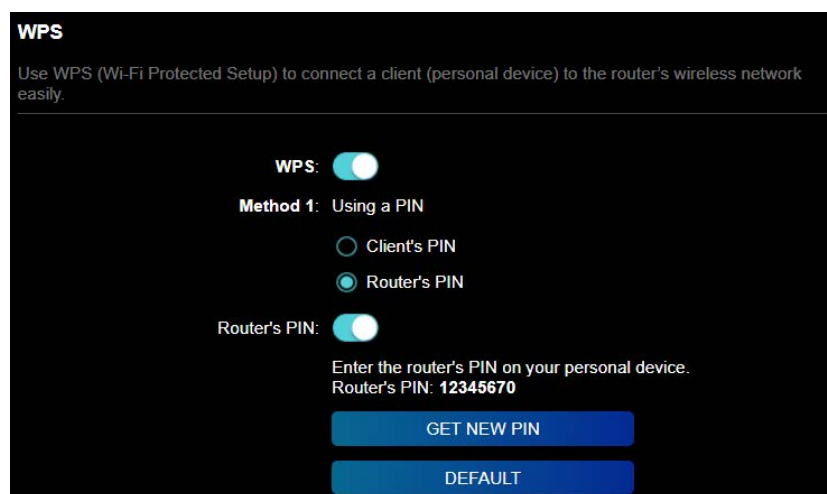 WPS
Use WPS (Wi-Fi Protected Setup) to connect a client (personal device) to the router's wireless network
easily.
WPS:
Method 1: Using a PIN
Client's PIN
Router's PIN
Router's PIN:
Enter the router's PIN on your personal device.
Router's PIN: 12345670
GET NEW PIN
DEFAULT